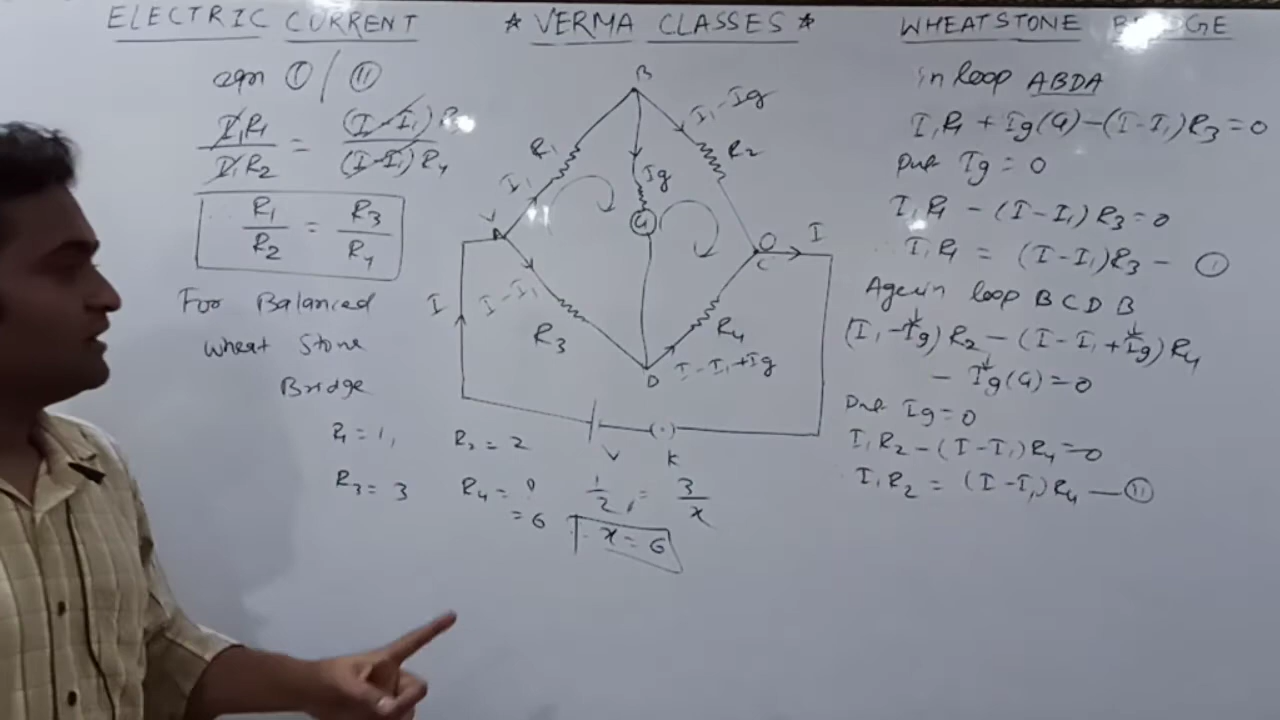 ELECTRIC CURRENT
* VERMA CLASSES *
WHEATSTONE BRIDGE
eqn I / II
I₁R₁ / I₁R₂ = (I-I₁)R₃ / (I-I₁)R₄
R₁ / R₂ = R₃ / R₄
For Balanced
wheat Stone
Bridge
B
I₁-Ig
R₁
R₂
I₁
Ig
G
A
C
I
I
I-I₁
R₃
R₄
D
I-I₁+Ig
V
K
R₁ = 1,
R₂ = 2
R₃ = 3
R₄ = ?
= 6
1/2 = 3/x
x = 6
in loop ABDA
I₁R₁ + Ig(G) - (I-I₁)R₃ = 0
Put Ig = 0
I₁R₁ - (I-I₁)R₃ = 0
I₁R₁ = (I-I₁)R₃ — I
Again loop BCDB
(I₁-Ig)R₂ - (I-I₁+Ig)R₄
- Ig(G) = 0
Put Ig = 0
I₁R₂ - (I-I₁)R₄ = 0
I₁R₂ = (I-I₁)R₄ — II